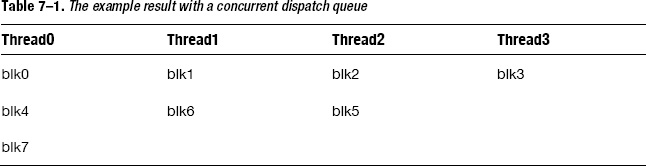 Table 7–1. The example result with a concurrent dispatch queue
Thread0 Thread1 Thread2 Thread3
blk0 blk1 blk2 blk3
blk4 blk6 blk5
blk7